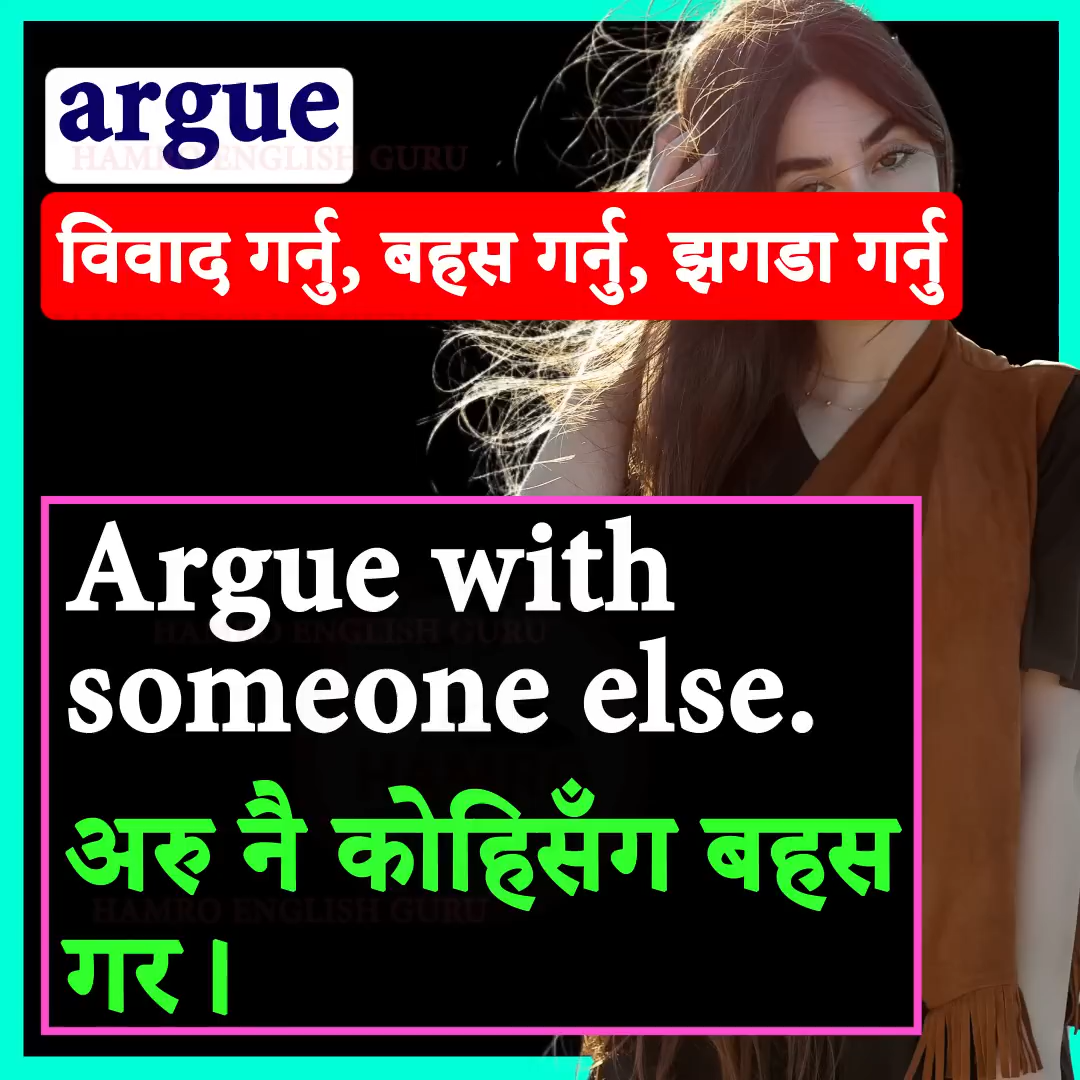 argue
HAMRO ENGLISH GURU
विवाद गर्नु, बहस गर्नु, झगडा गर्नु
Argue with
HAMRO ENGLISH GURU
someone else.
HAMRO
अरु नै कोहिसँग बहस
HAMRO ENGLISH GURU
गर।